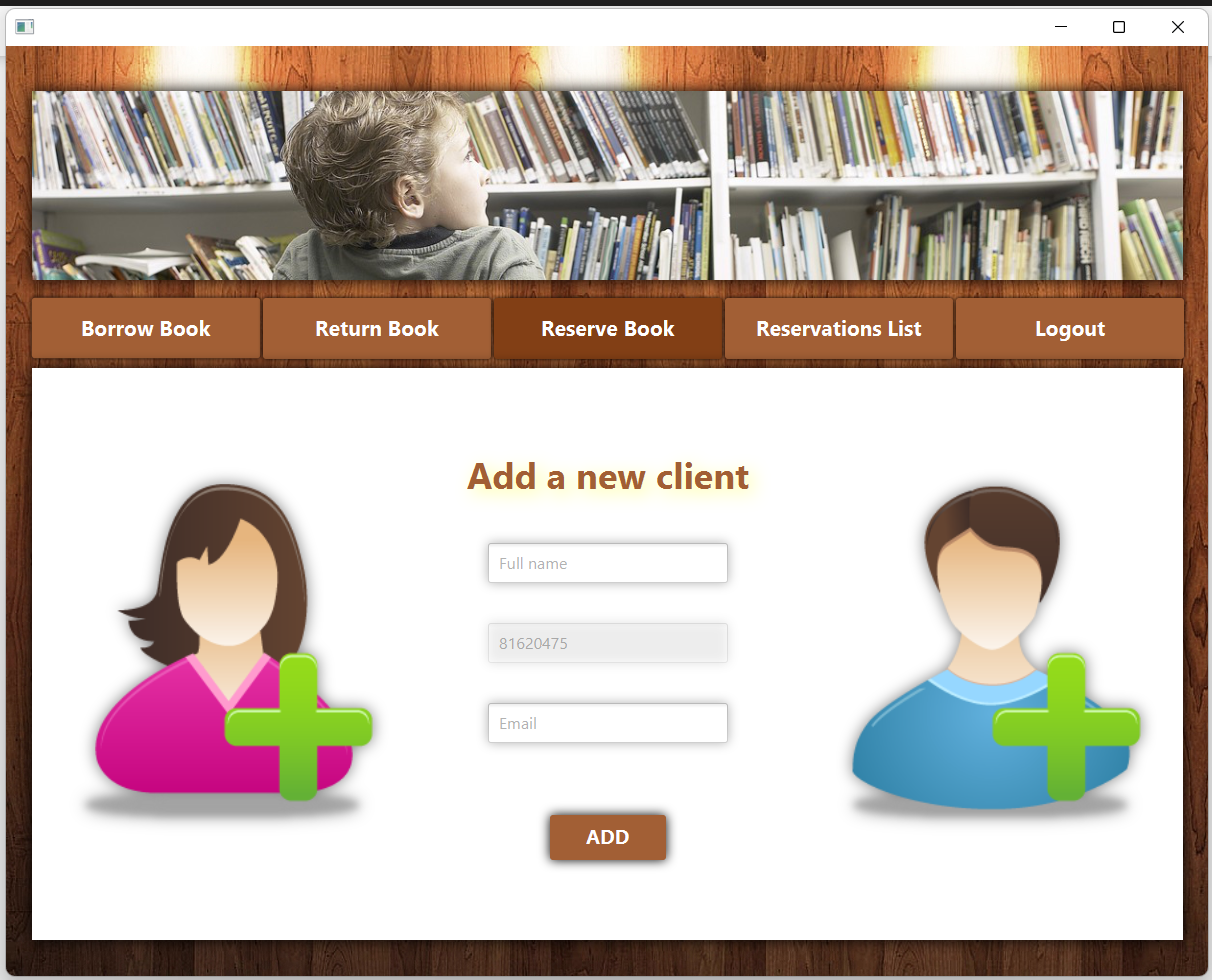 Borrow Book
Return Book
Reserve Book
Reservations List
Logout
Add a new client
Full name
81620475
Email
ADD